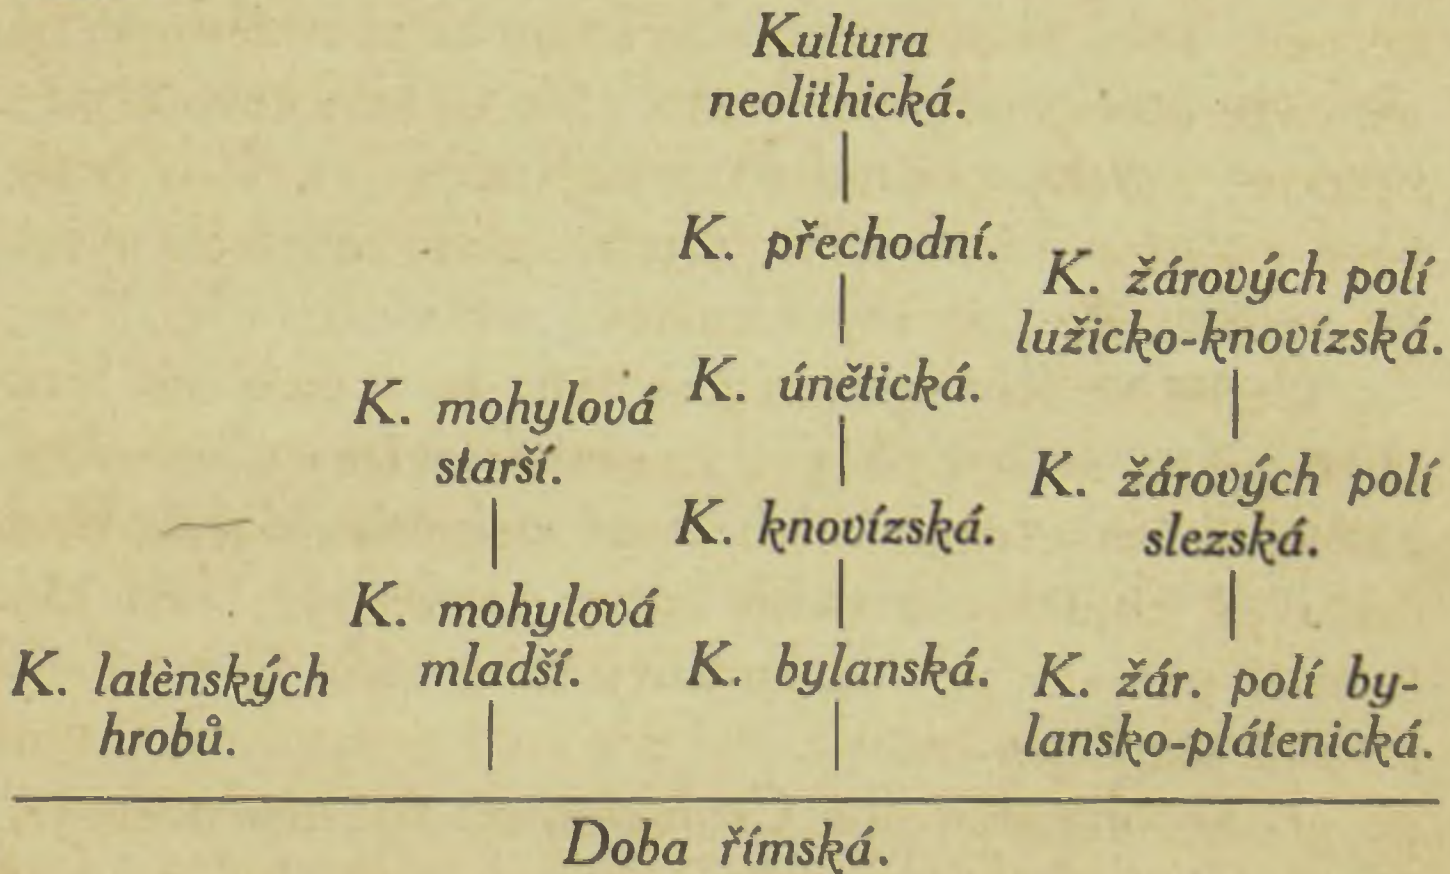 Kultura
neolithická.
K. přechodní.
K. únětická.
K. knovízská.
K. bylanská.
K. žárových polí
lužicko-knovízská.
K. žárových polí
slezská.
K. žár. polí by-
lansko-plátenická.
K. mohylová
starší.
K. mohylová
mladší.
K. latènských
hrobů.
Doba římská.